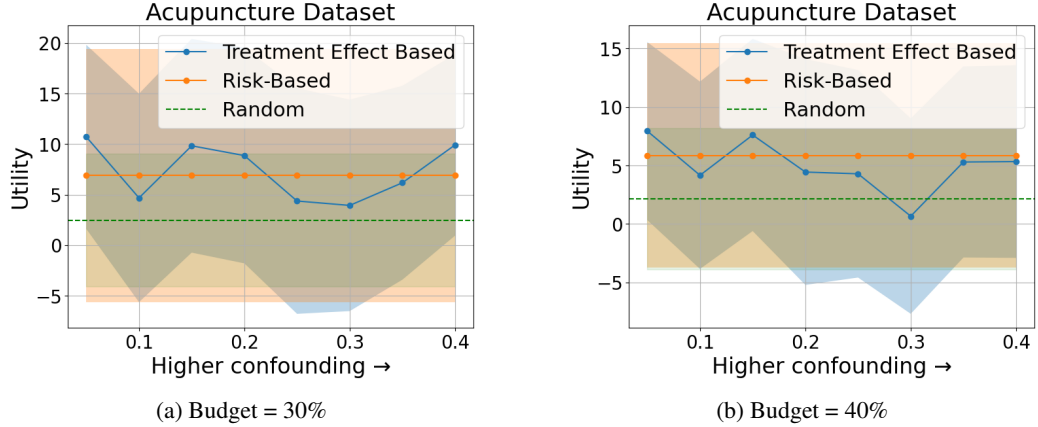 Acupuncture Dataset
20
15
10
5
0
−5
Utility
Treatment Effect Based
Risk-Based
Random
0.1 0.2 0.3 0.4
Higher confounding →
(a) Budget = 30%
Acupuncture Dataset
15
10
5
0
−5
Utility
Treatment Effect Based
Risk-Based
Random
0.1 0.2 0.3 0.4
Higher confounding →
(b) Budget = 40%